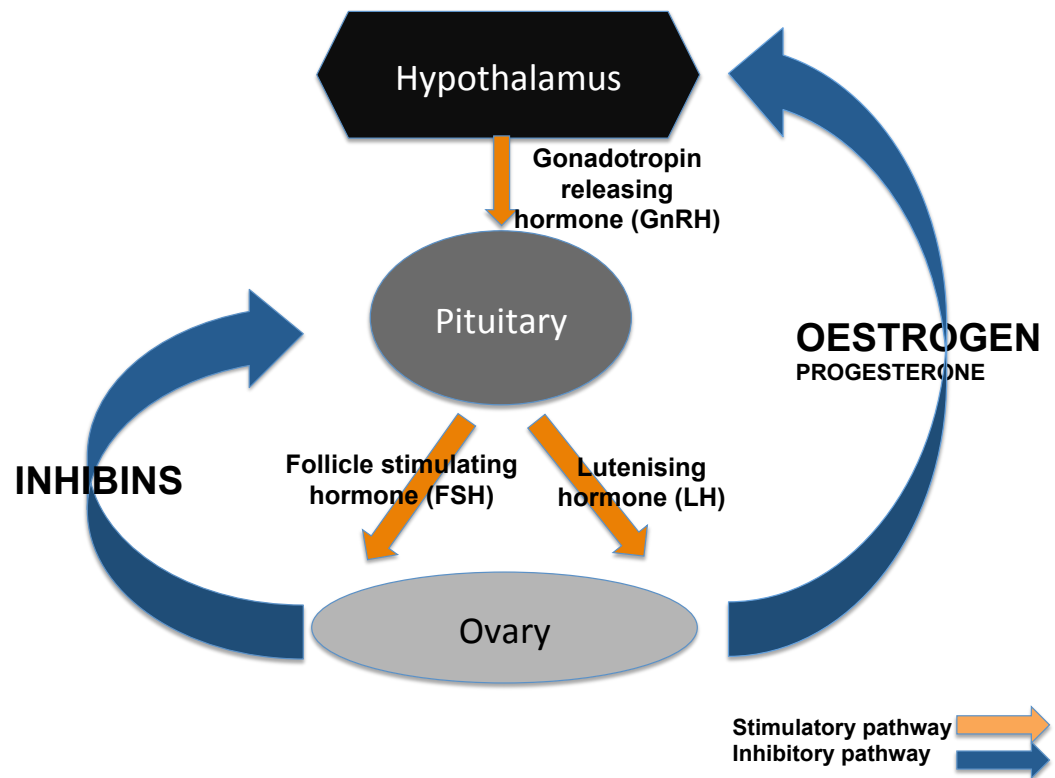 Hypothalamus
Gonadotropin
releasing
hormone (GnRH)
Pituitary
OESTROGEN
PROGESTERONE
INHIBINS
Follicle stimulating
hormone (FSH)
Lutenising
hormone (LH)
Ovary
Stimulatory pathway
Inhibitory pathway